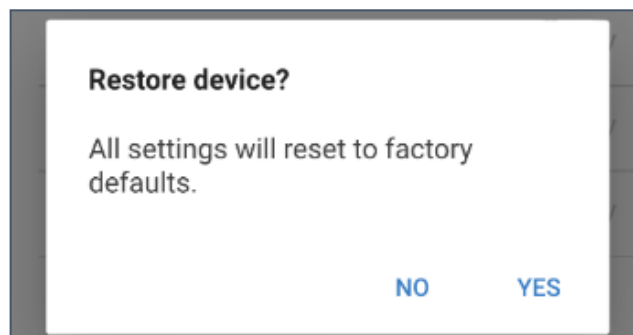 Restore device?
All settings will reset to factory
defaults.
NO YES